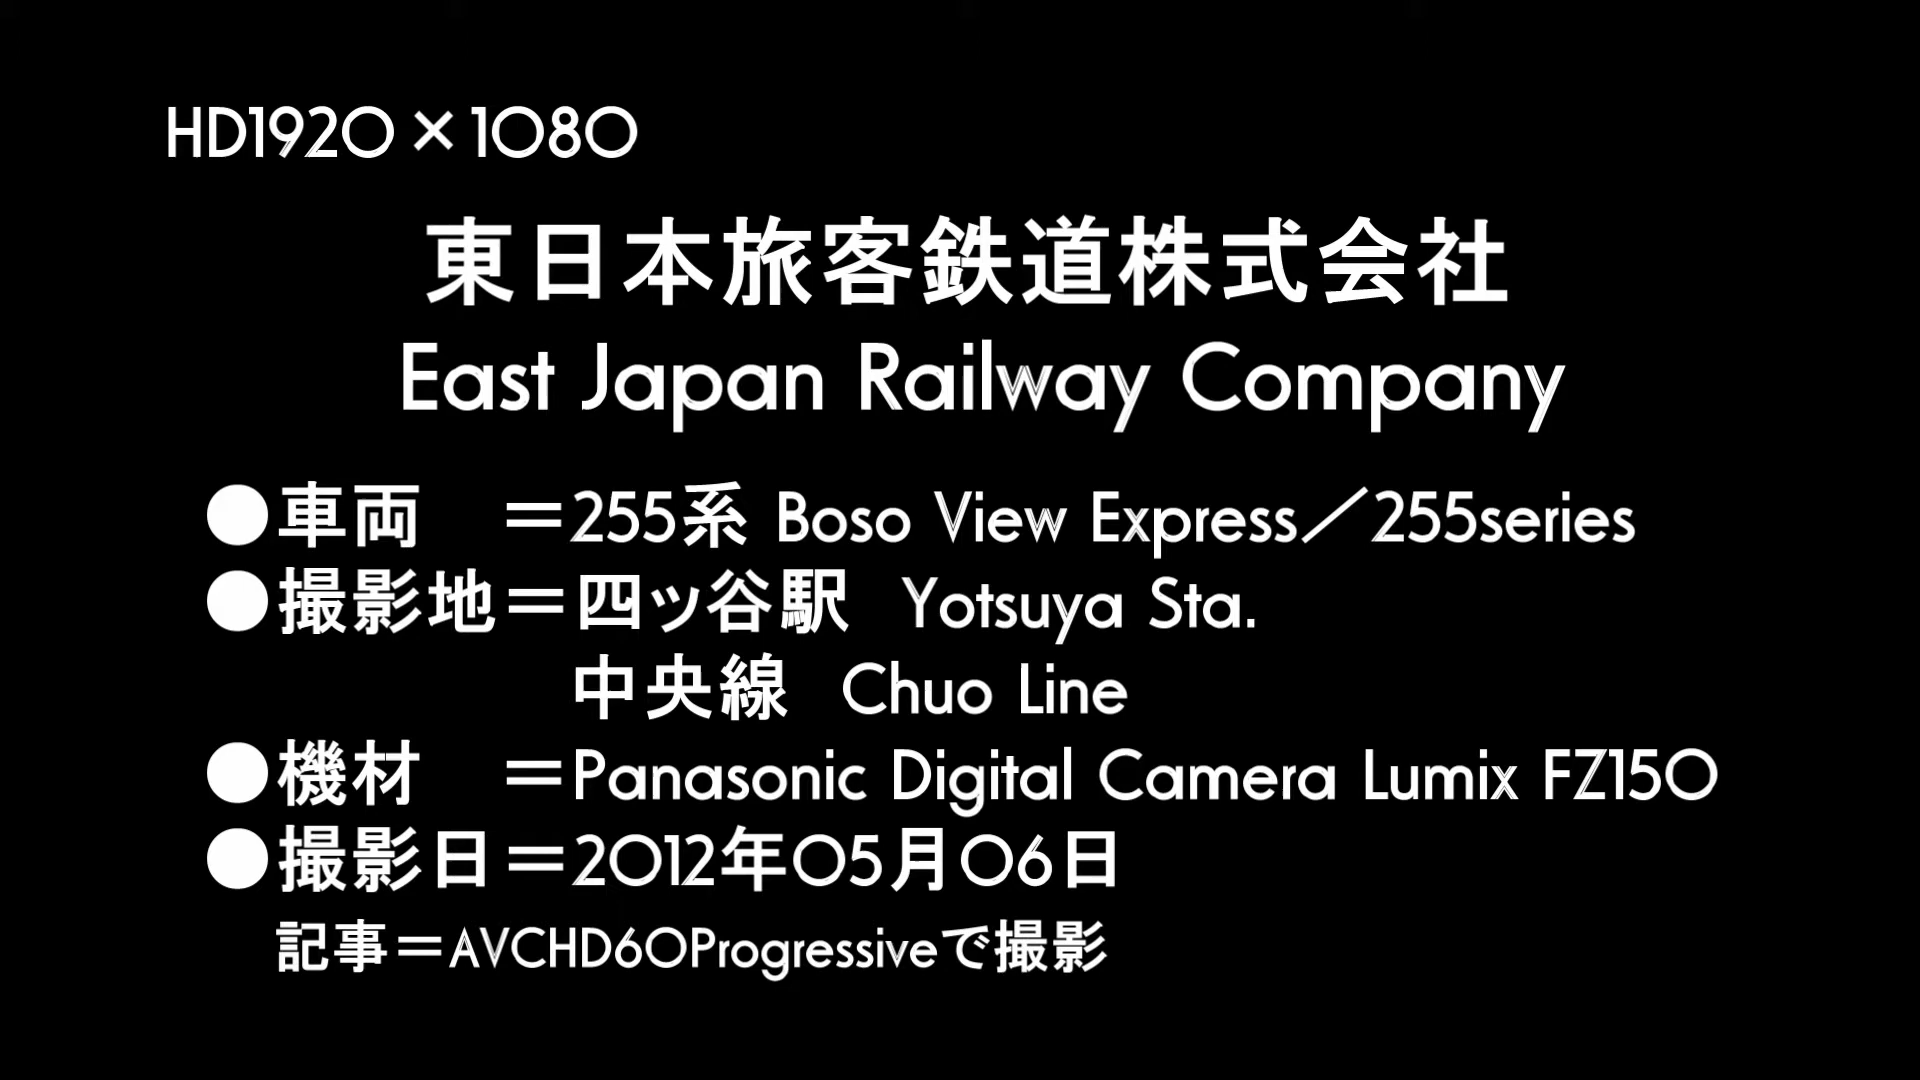 HD1920×1080
東日本旅客鉄道株式会社
East Japan Railway Company
●車両　＝255系 Boso View Express／255series
●撮影地＝四ッ谷駅　Yotsuya Sta.
中央線　Chuo Line
●機材　＝Panasonic Digital Camera Lumix FZ150
●撮影日＝2012年05月06日
記事＝AVCHD60Progressiveで撮影